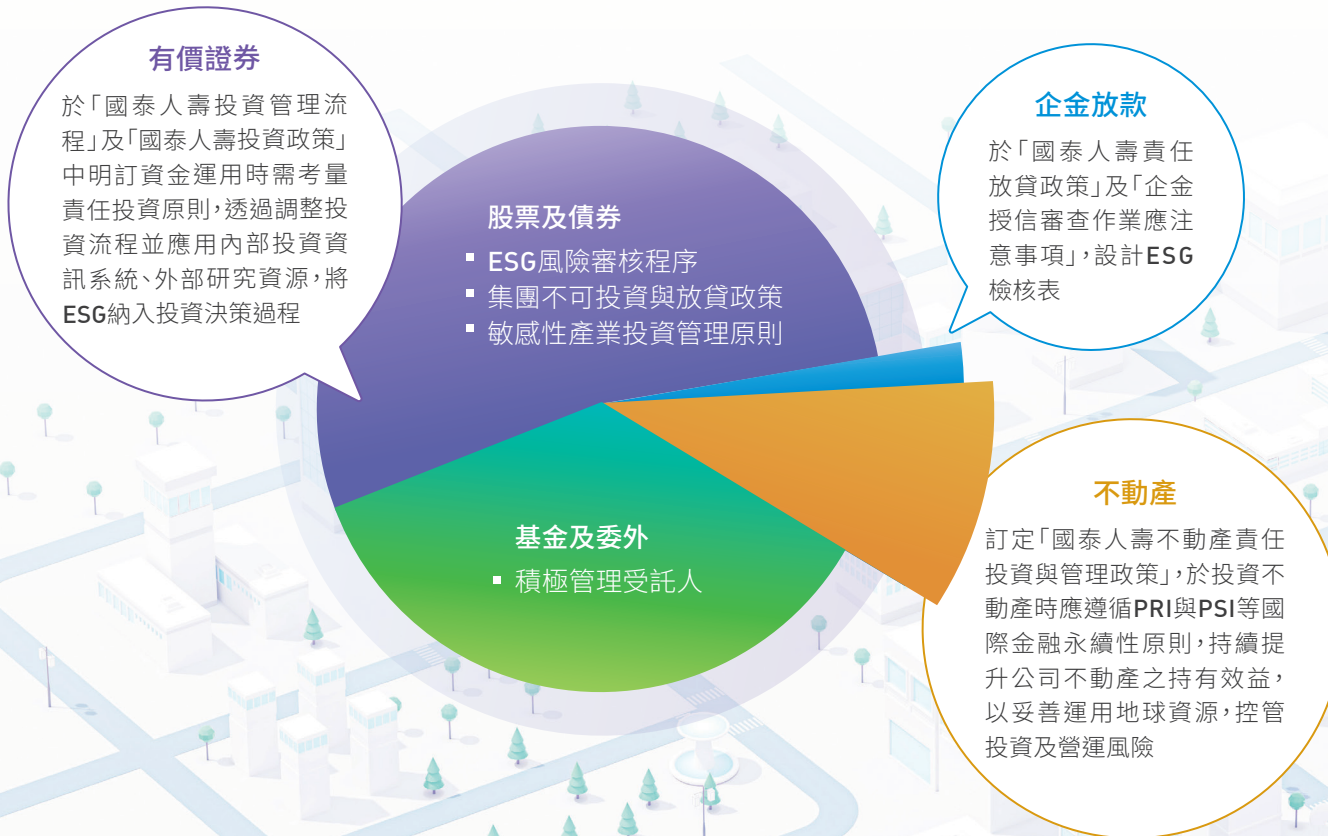 有價證券
於「國泰人壽投資管理流
程」及「國泰人壽投資政策」
中明訂資金運用時需考量
責任投資原則，透過調整投
資流程並應用內部投資資
訊系統、外部研究資源，將
ESG納入投資決策過程
股票及債券
▪ ESG風險審核程序
▪ 集團不可投資與放貸政策
▪ 敏感性產業投資管理原則
企金放款
於「國泰人壽責任
放貸政策」及「企金
授信審查作業應注
意事項」，設計ESG
檢核表
基金及委外
▪ 積極管理受託人
不動產
訂定「國泰人壽不動產責任
投資與管理政策」，於投資不
動產時應遵循PRI與PSI等國
際金融永續性原則，持續提
升公司不動產之持有效益，
以妥善運用地球資源，控管
投資及營運風險